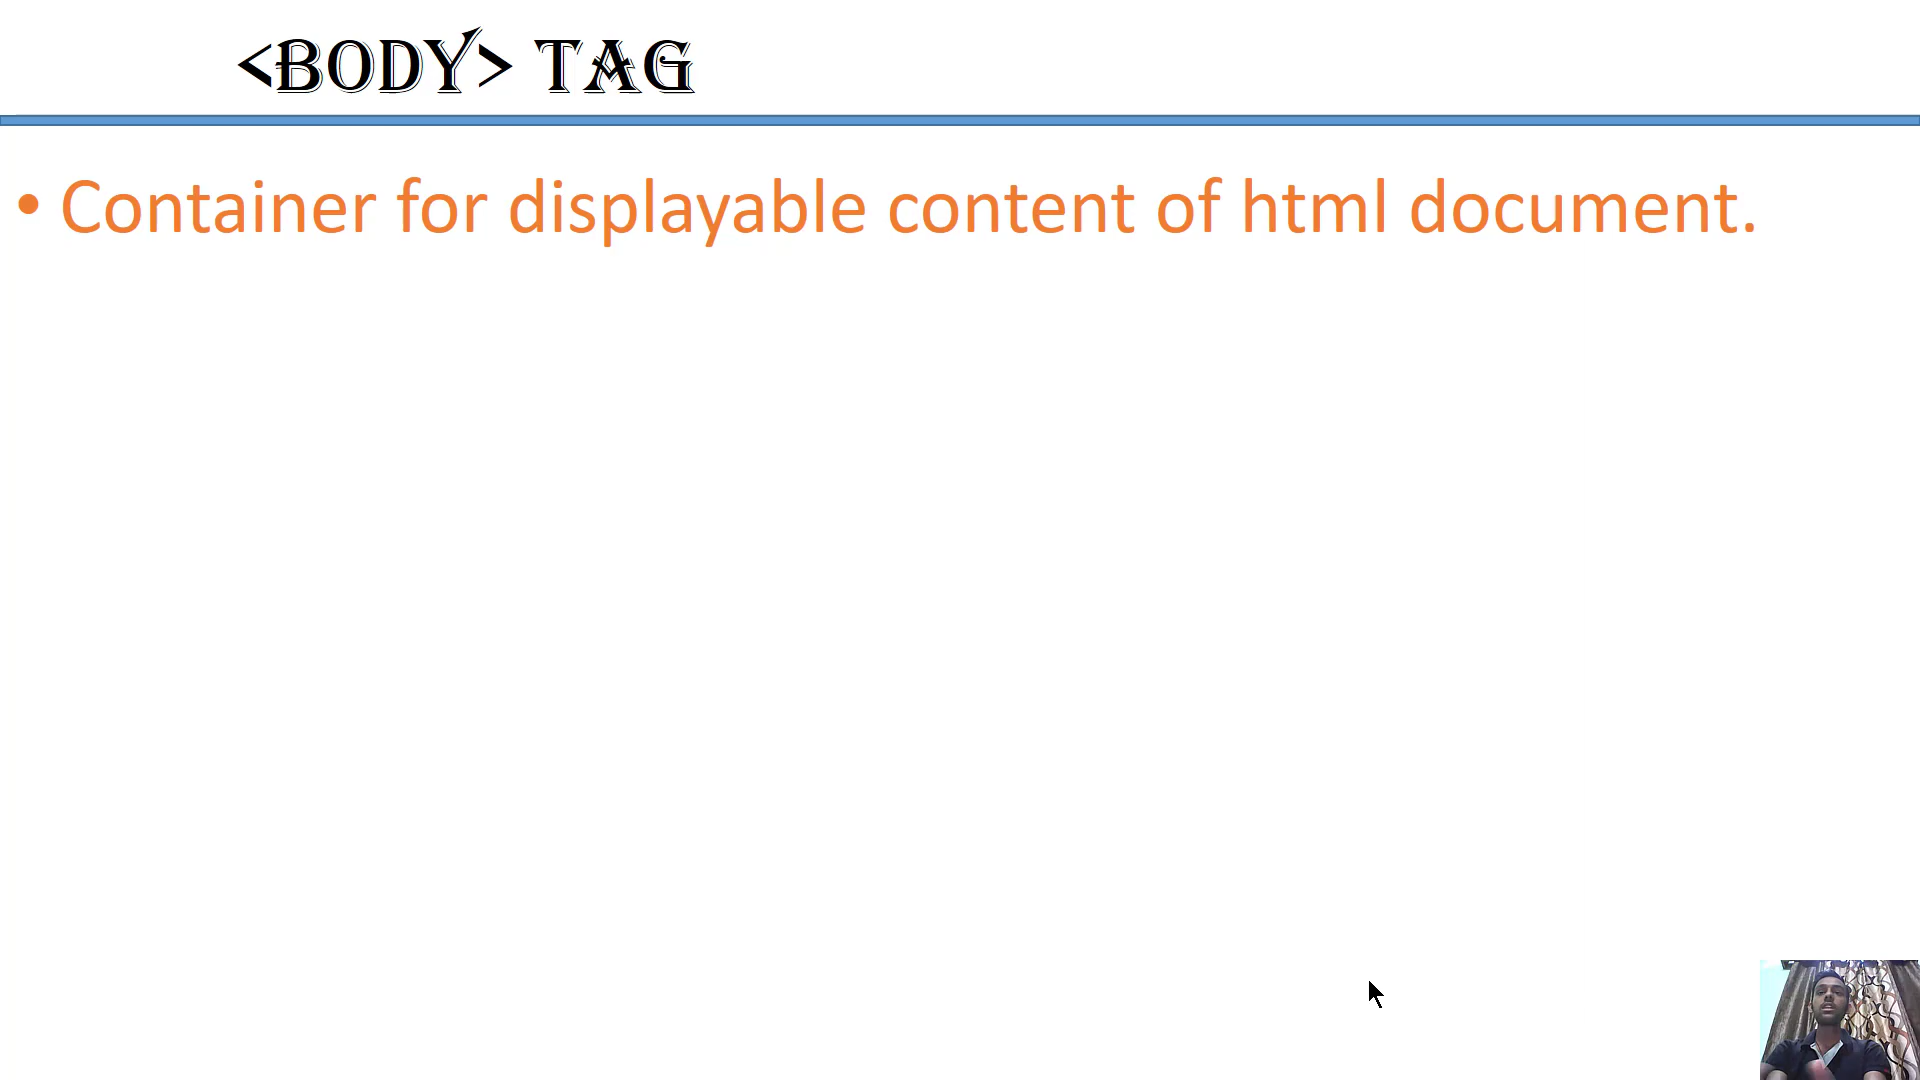 <BODY> TAG
• Container for displayable content of html document.